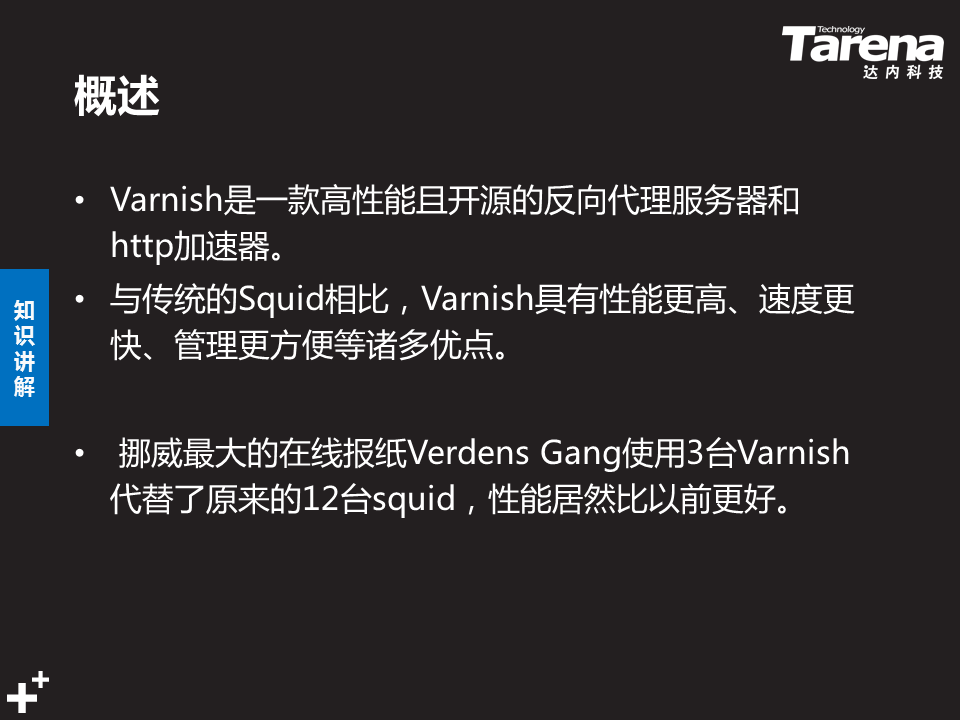 Technology
Tarena
达内科技
概述
• Varnish是一款高性能且开源的反向代理服务器和
http加速器。
• 与传统的Squid相比，Varnish具有性能更高、速度更
快、管理更方便等诸多优点。
知
识
讲
解
• 挪威最大的在线报纸Verdens Gang使用3台Varnish
代替了原来的12台squid，性能居然比以前更好。